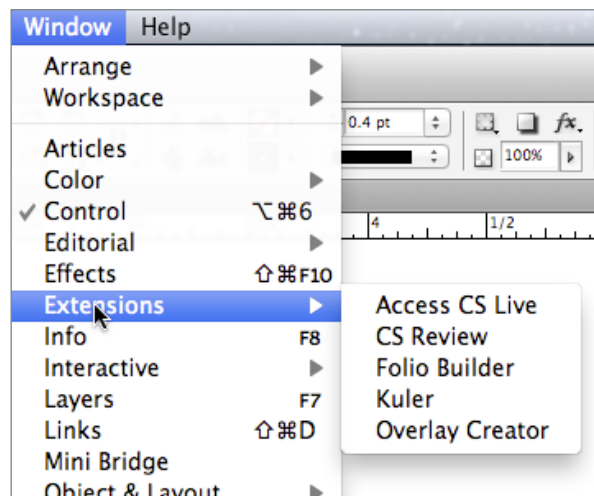 Window Help
Arrange
Workspace
0.4 pt
fx.
100%
Articles
Color
Control ⌥⌘6
4 1/2
Editorial
Effects ⇧⌘F10
Extensions
Access CS Live
Info F8
CS Review
Interactive
Folio Builder
Layers F7
Kuler
Links ⇧⌘D
Overlay Creator
Mini Bridge
Object & Layout